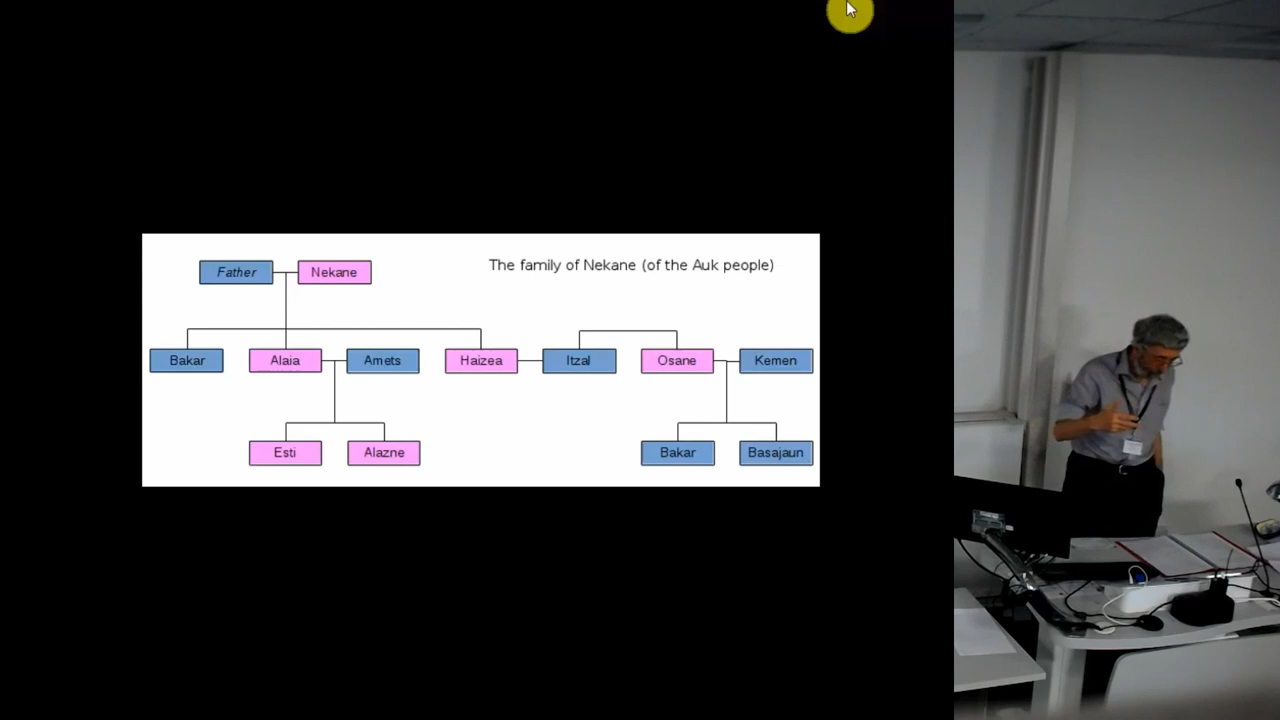 The family of Nekane (of the Auk people)
Father
Nekane
Bakar
Alaia
Amets
Haizea
Itzal
Osane
Kemen
Esti
Alazne
Bakar
Basajaun